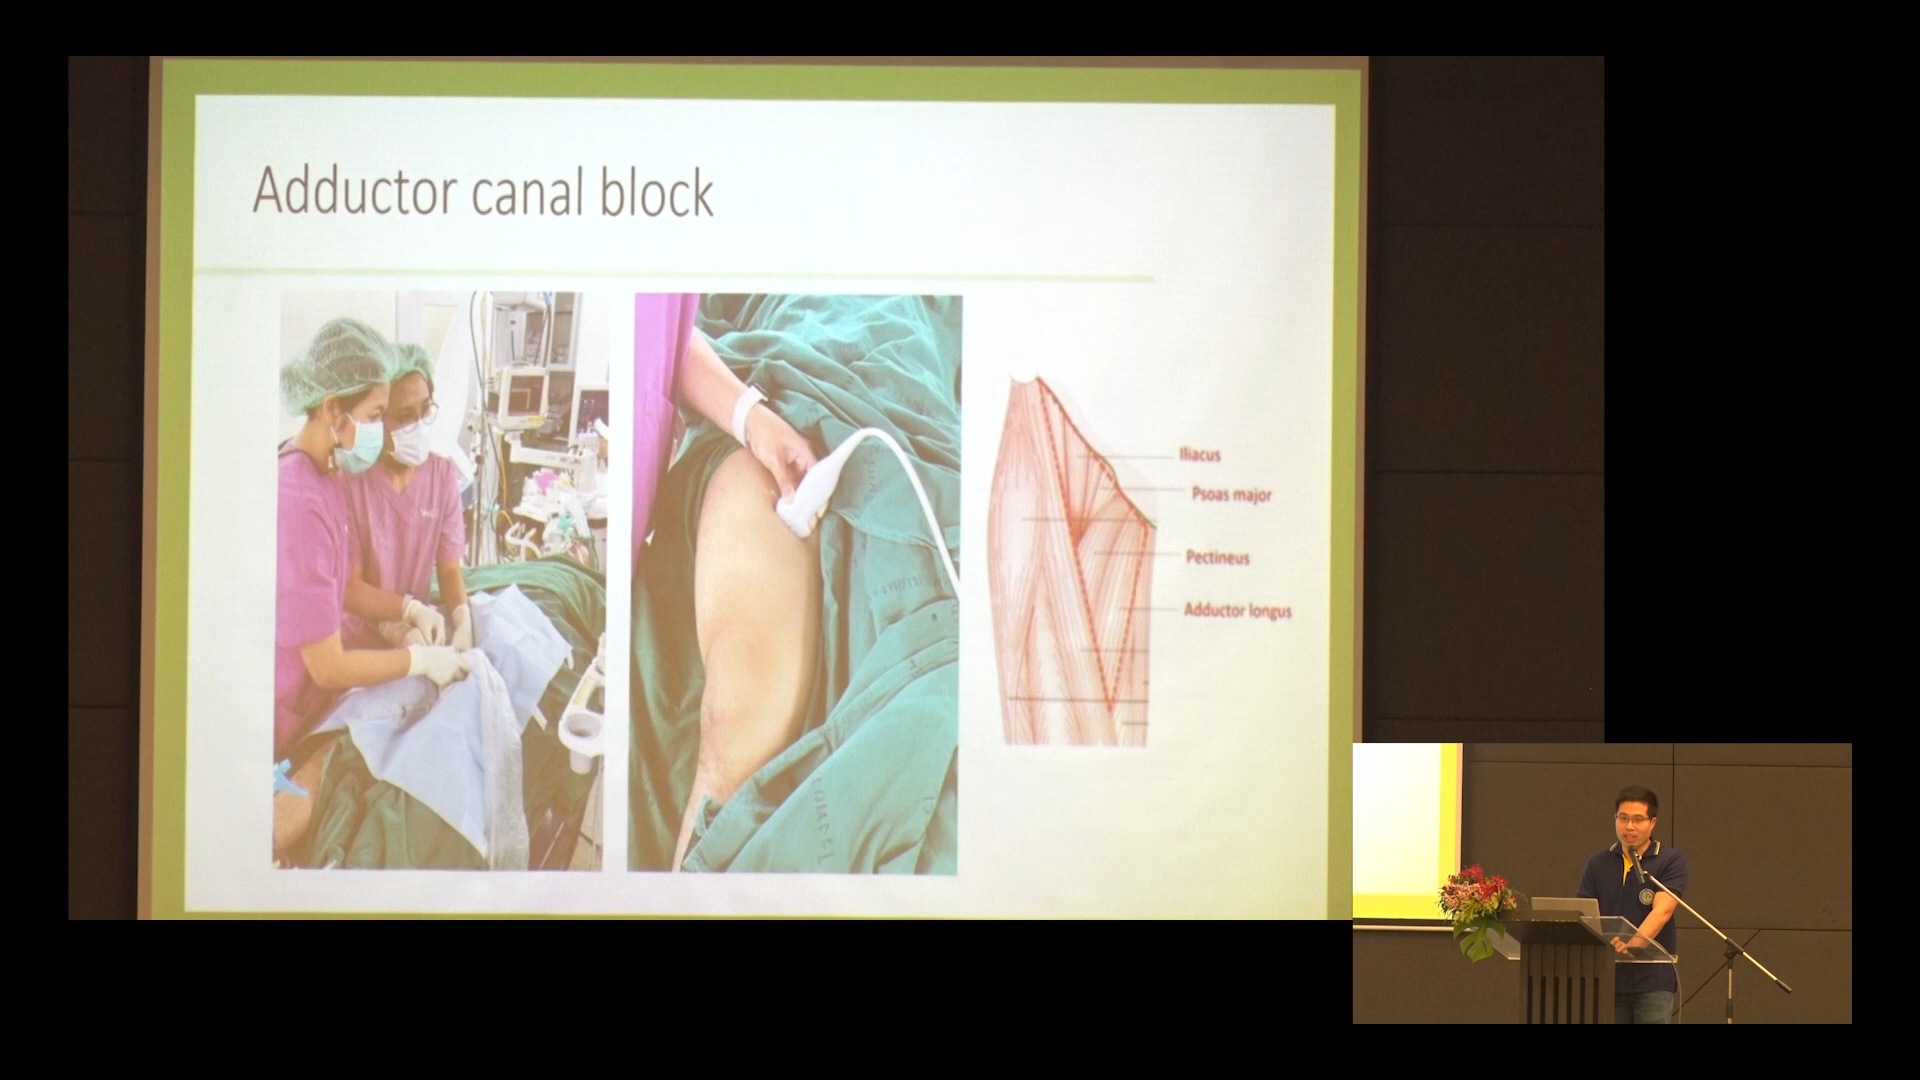 Adductor canal block
Iliacus
Psoas major
Pectineus
Adductor longus